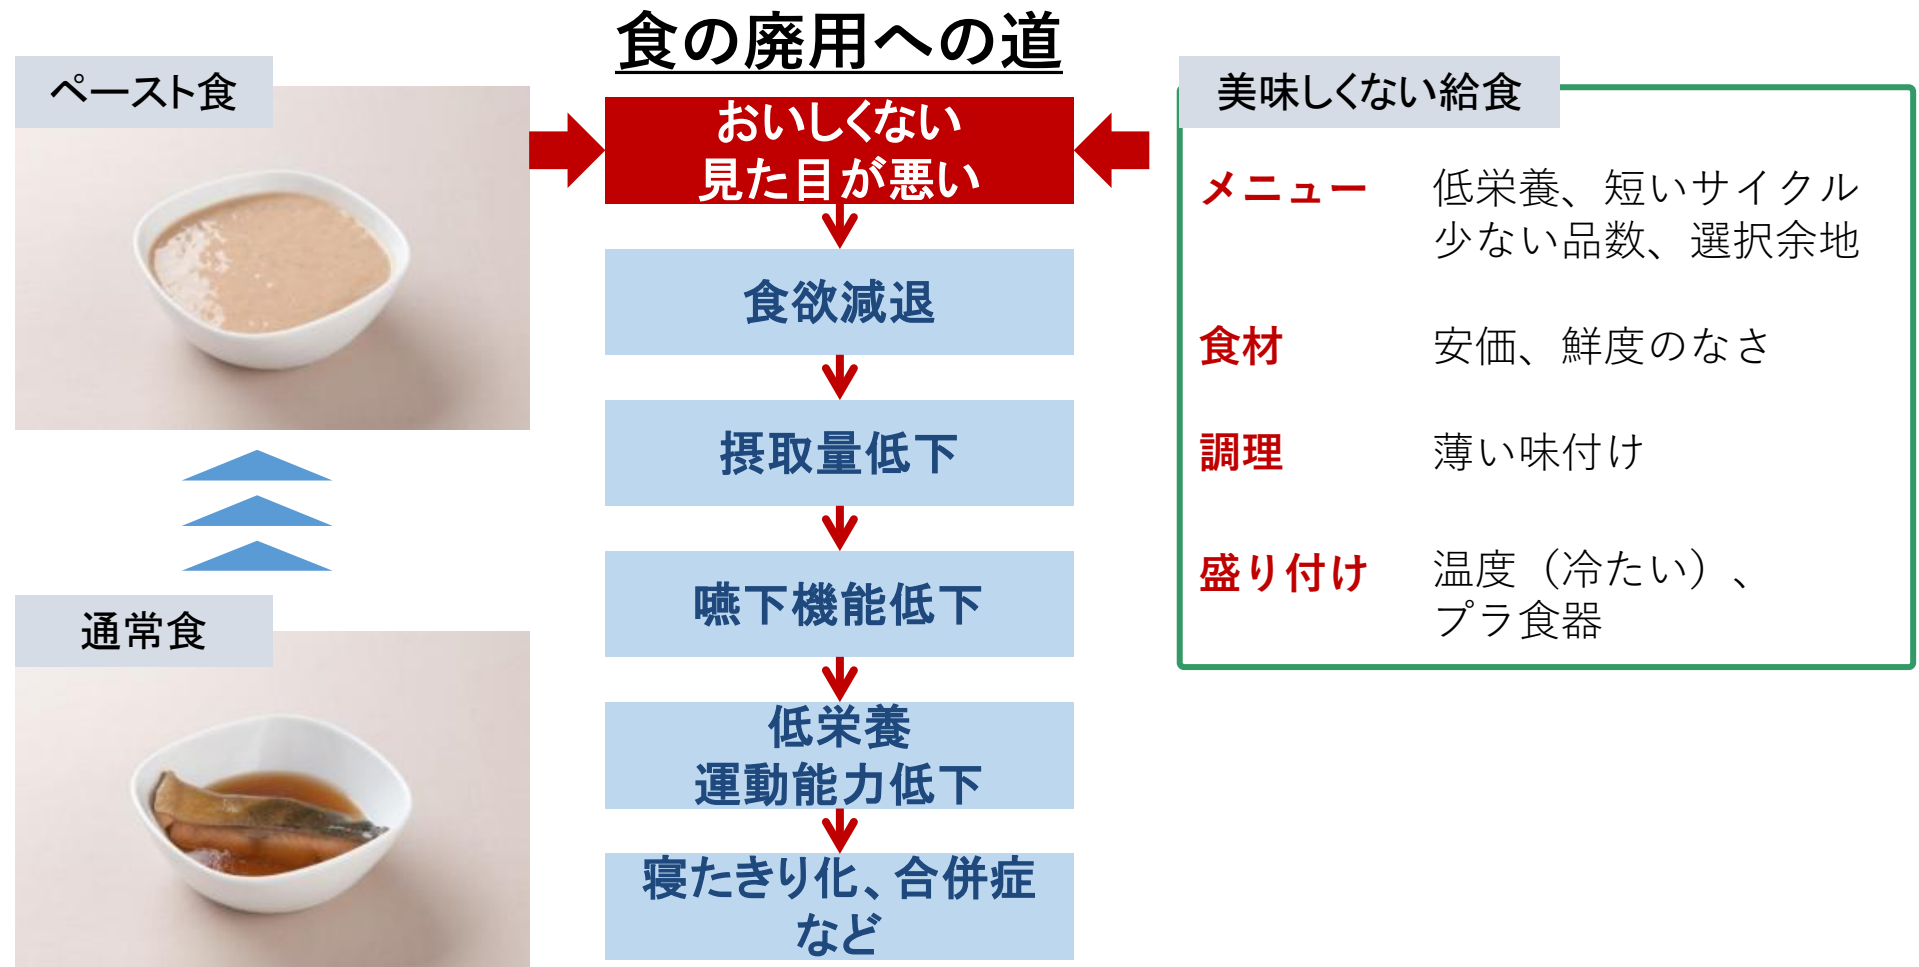 食の廃用への道
ペースト食
通常食
おいしくない
見た目が悪い
食欲減退
摂取量低下
嚥下機能低下
低栄養
運動能力低下
寝たきり化、合併症
など
美味しくない給食
メニュー 低栄養、短いサイクル
少ない品数、選択余地
食材 安価、鮮度のなさ
調理 薄い味付け
盛り付け 温度（冷たい）、
プラ食器